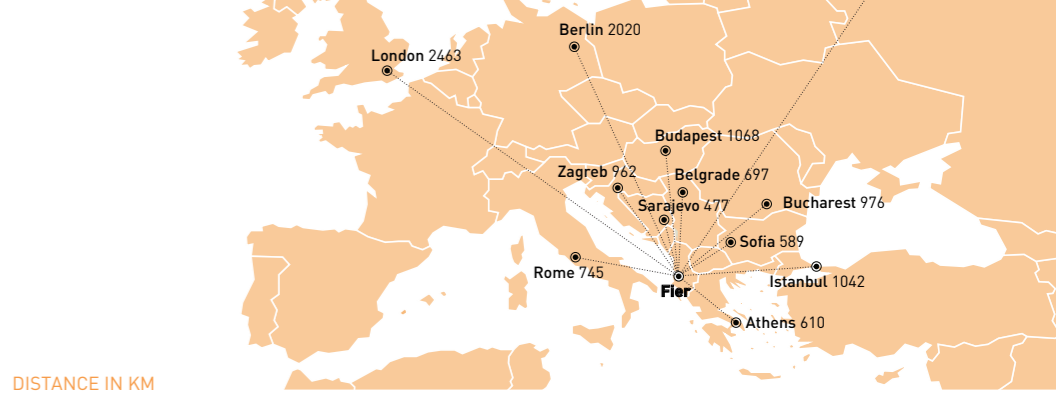 Berlin 2020
London 2463
Budapest 1068
Zagreb 962
Belgrade 697
Sarajevo 477
Bucharest 976
Sofia 589
Rome 745
Istanbul 1042
Fier
Athens 610
DISTANCE IN KM